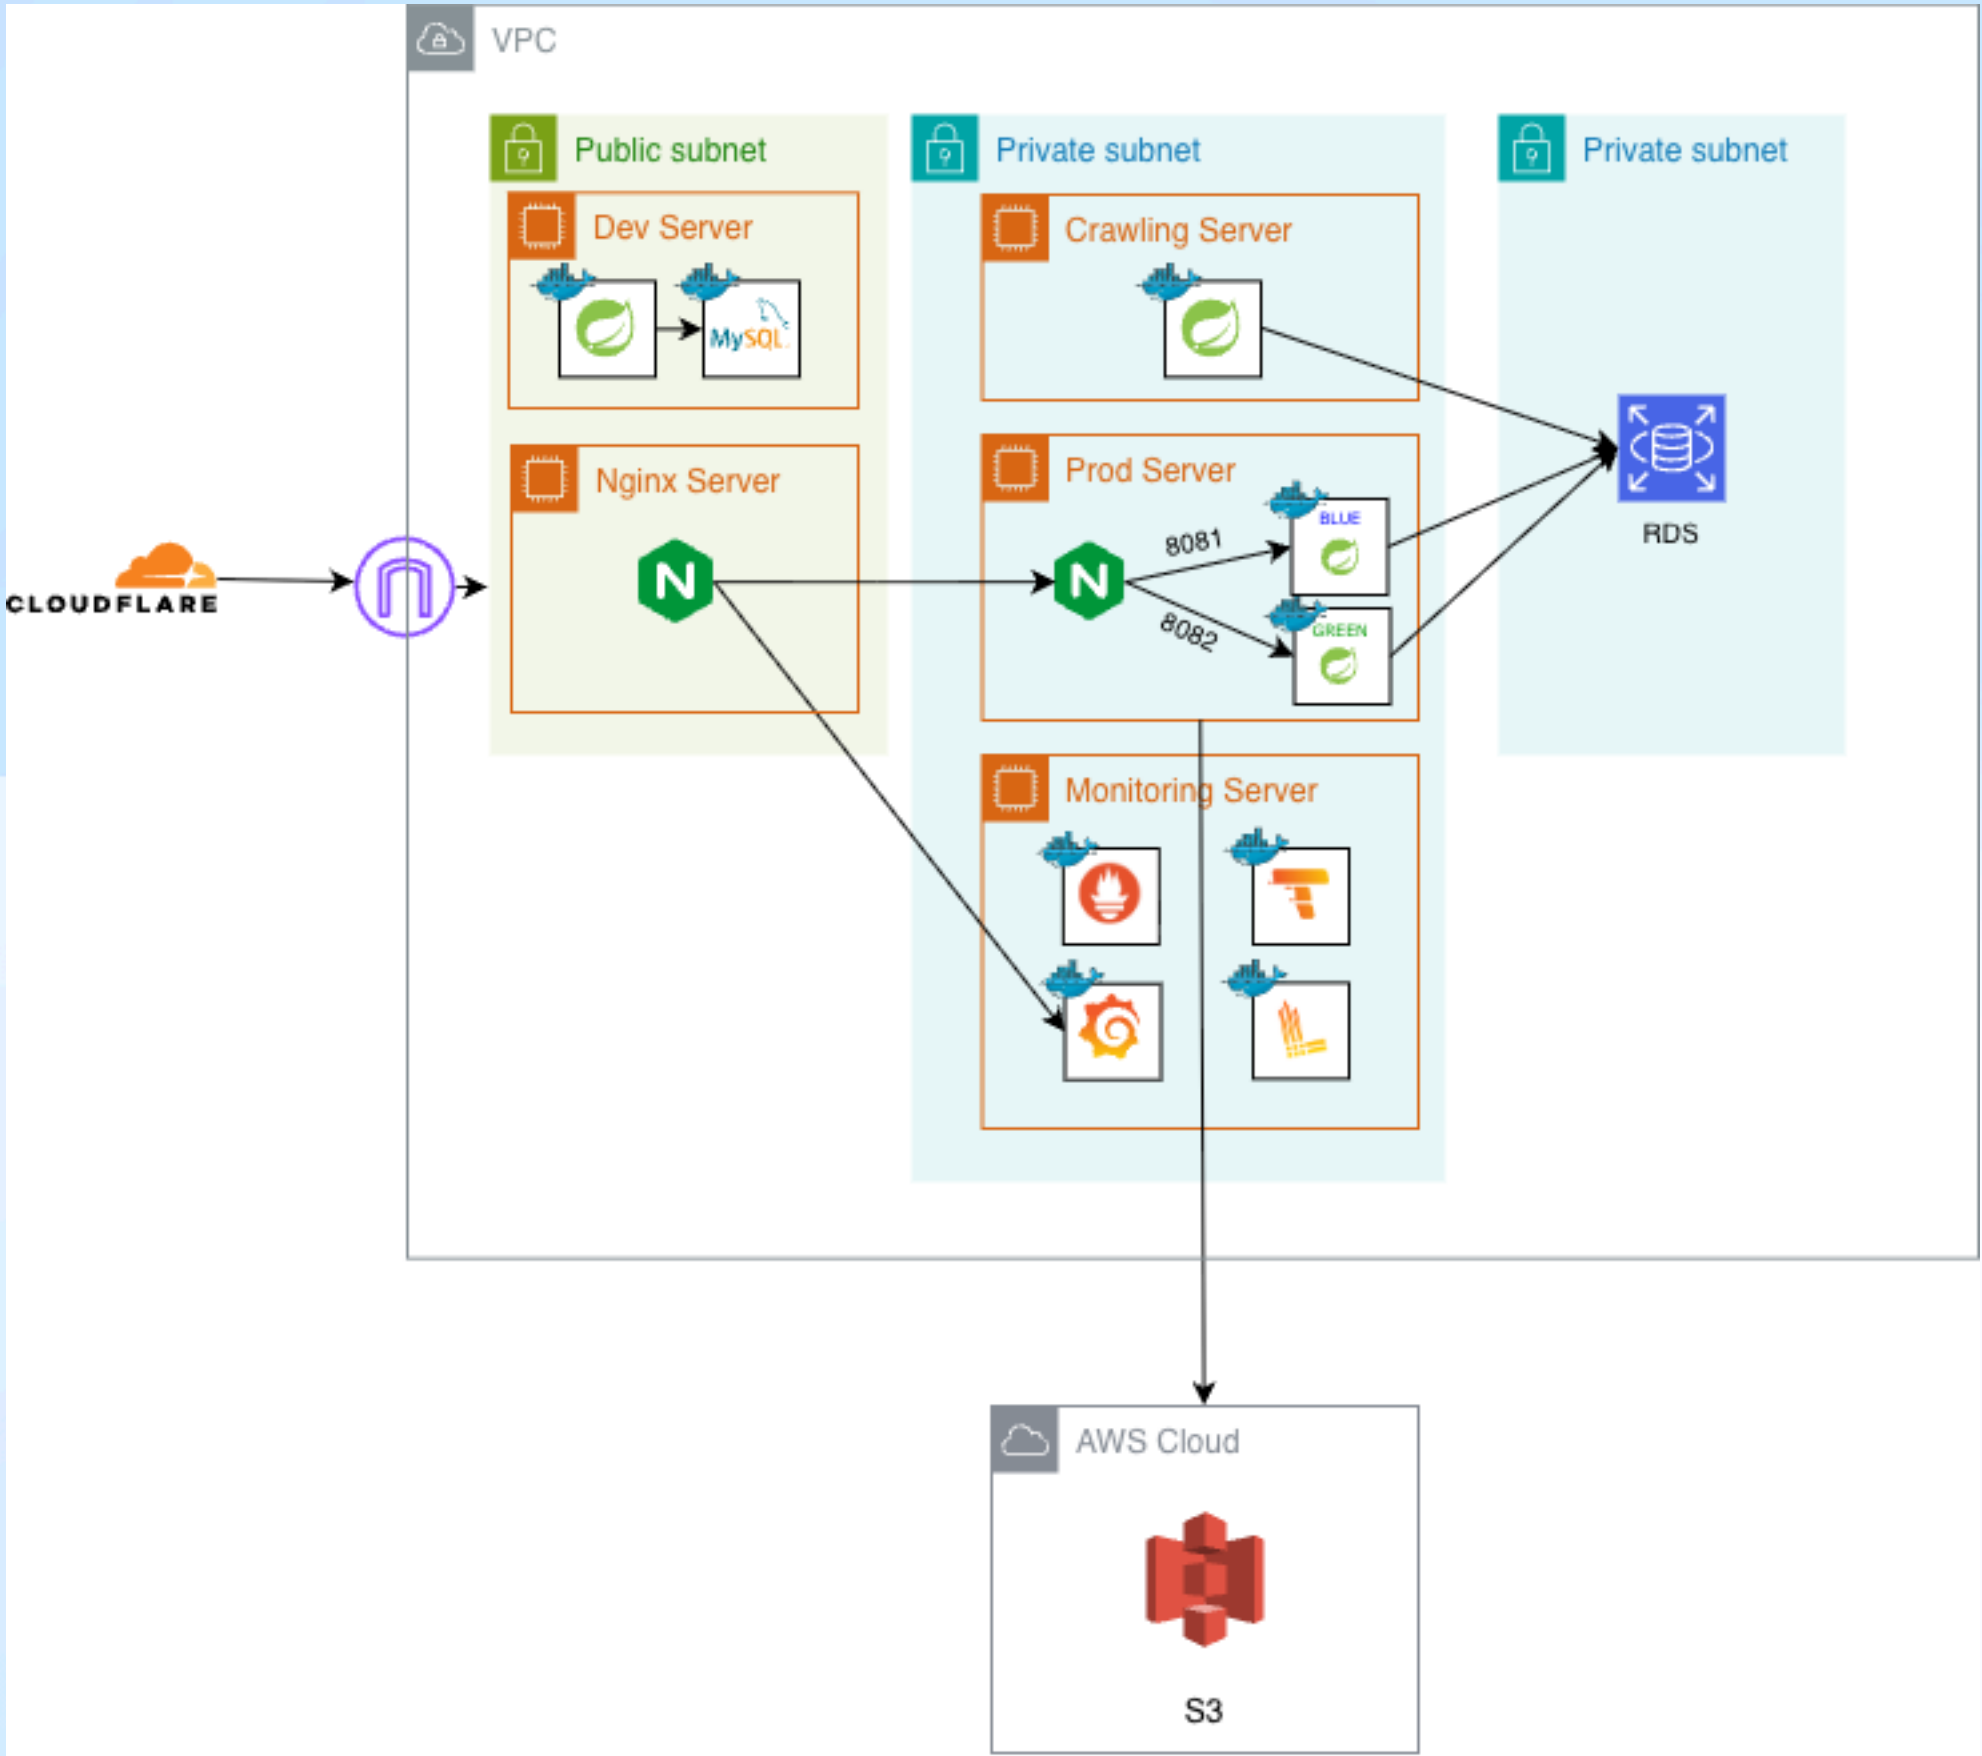 VPC
Public subnet
Private subnet
Private subnet
Dev Server
MySQL
Crawling Server
Nginx Server
Prod Server
8081
BLUE
8082
GREEN
RDS
CLOUDFLARE
Monitoring Server
AWS Cloud
S3